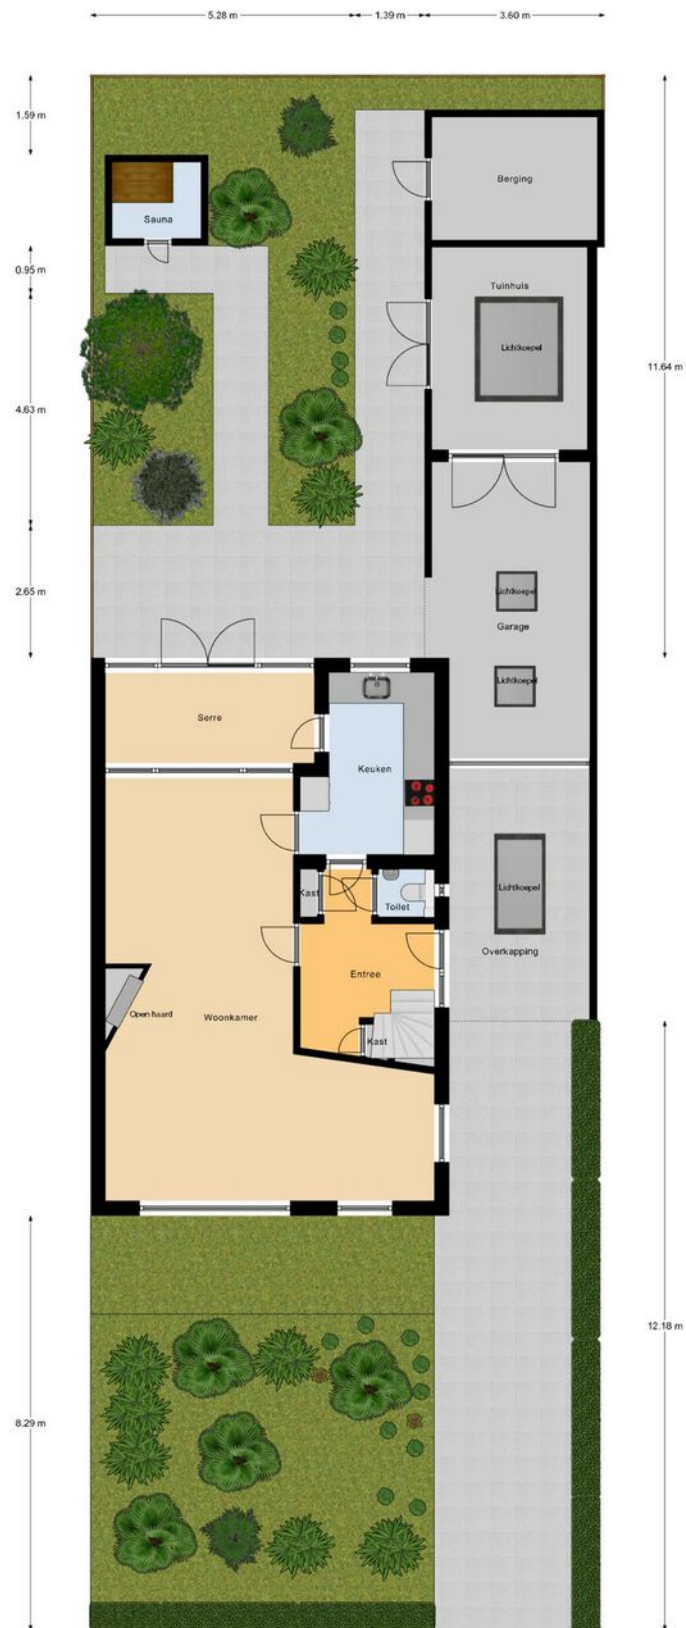 5.28 m
1.39 m
3.60 m
1.59 m
Berging
Sauna
0.95 m
Tuinhuis
Lichtkoepel
11.64 m
4.63 m
2.65 m
Lichtkoepel
Garage
Lichtkoepel
Serre
Keuken
Kast
Toilet
Lichtkoepel
Overkapping
Entree
Open haard
Woonkamer
Kast
12.18 m
8.29 m